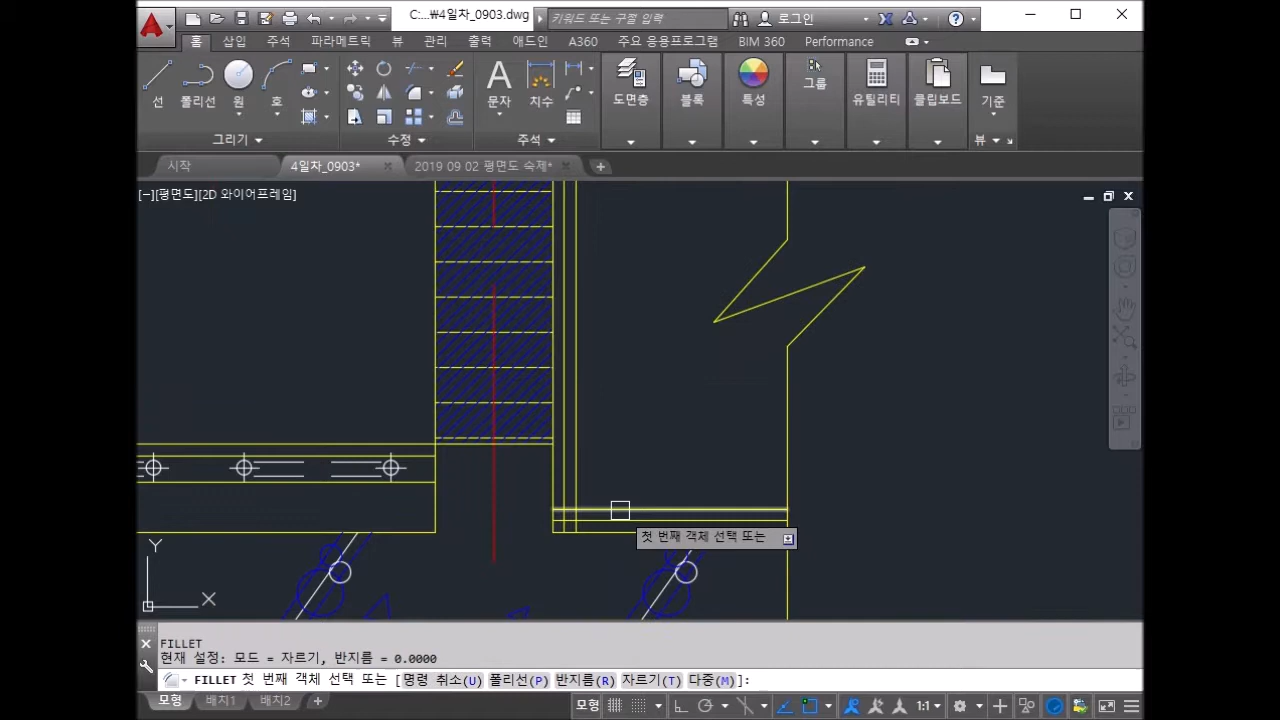 C:...₩4일차_0903.dwg
키워드 또는 구절 입력
로그인
홈 삽입 주석 파라메트릭 뷰 관리 출력 애드인 A360 주요 응용프로그램 BIM 360 Performance
선 폴리선 원 호
문자 치수
도면층 블록 특성 그룹 유틸리티 클립보드 기준
그리기 수정 주석 뷰
시작 4일차_0903* 2019 09 02 평면도 숙제*
[−][평면도][2D 와이어프레임]
첫 번째 객체 선택 또는
Y
X
FILLET
현재 설정: 모드 = 자르기, 반지름 = 0.0000
FILLET 첫 번째 객체 선택 또는 [명령 취소(U) 폴리선(P) 반지름(R) 자르기(T) 다중(M)]:
모형 배치1 배치2 +
모형 1:1